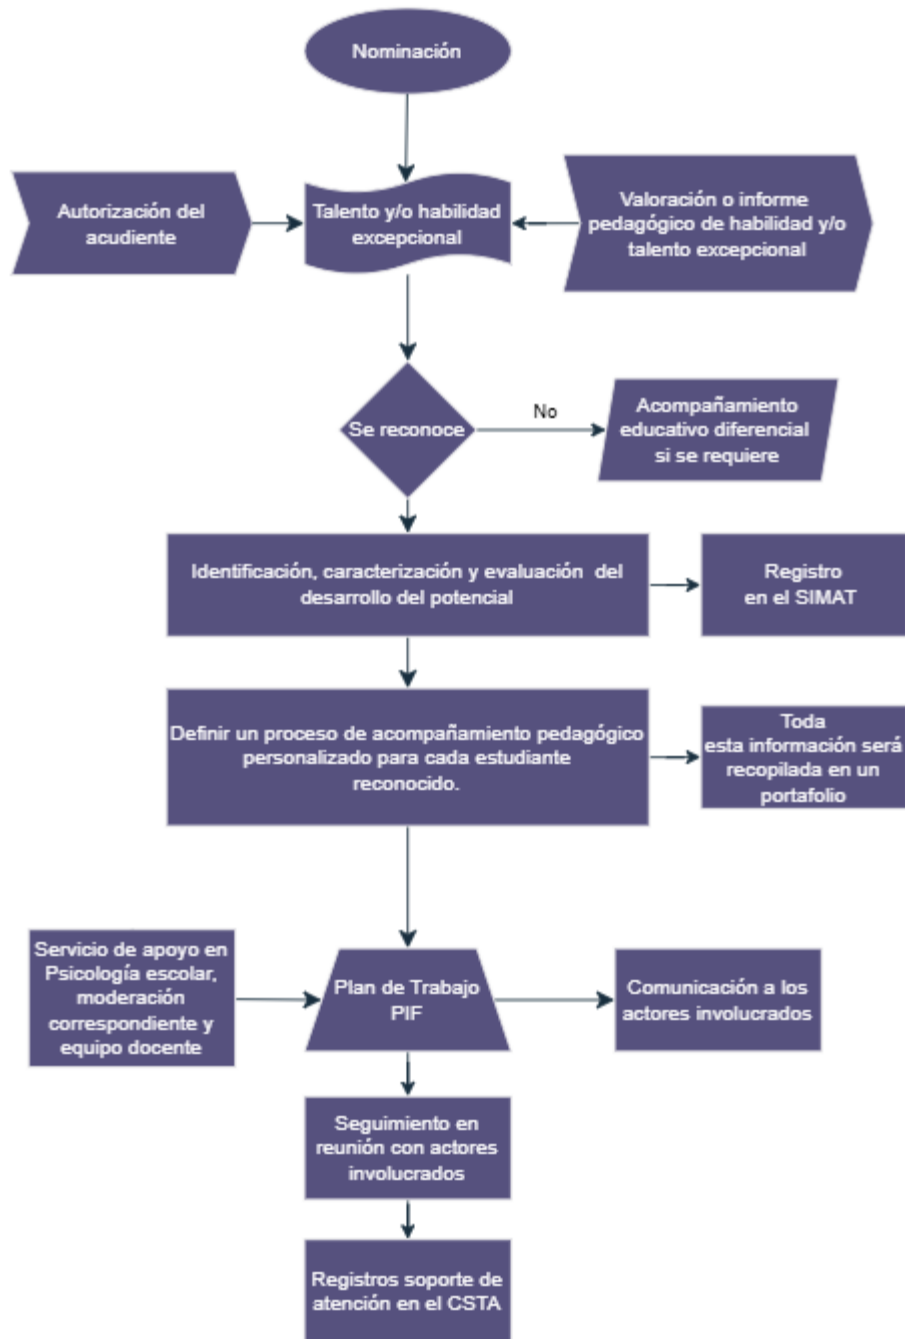 Nominación
Autorización del
acudiente
Talento y/o habilidad
excepcional
Valoración o informe
pedagógico de habilidad y/o
talento excepcional
Se reconoce
No
Acompañamiento
educativo diferencial
si se requiere
Identificación, caracterización y evaluación del
desarrollo del potencial
Registro
en el SIMAT
Definir un proceso de acompañamiento pedagógico
personalizado para cada estudiante
reconocido.
Toda
esta información será
recopilada en un
portafolio
Servicio de apoyo en
Psicología escolar,
moderación
correspondiente y
equipo docente
Plan de Trabajo
PIF
Comunicación a los
actores involucrados
Seguimiento en
reunión con actores
involucrados
Registros soporte de
atención en el CSTA